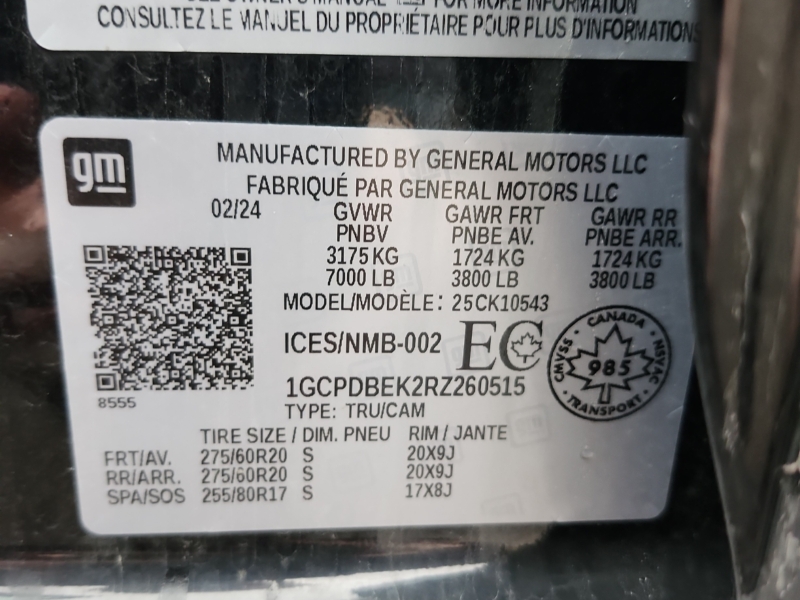 FOR MORE INFORMATION
CONSULTEZ LE MANUEL DU PROPRIÉTAIRE POUR PLUS D'INFORMATIONS
gm
MANUFACTURED BY GENERAL MOTORS LLC
FABRIQUÉ PAR GENERAL MOTORS LLC
02/24 GVWR GAWR FRT GAWR RR
PNBV PNBE AV. PNBE ARR.
3175 KG 1724 KG 1724 KG
7000 LB 3800 LB 3800 LB
MODEL/MODÈLE: 25CK10543
ICES/NMB-002 EC
CANADA
CMVSS 985 NSVAC
TRANSPORT
1GCPDBEK2RZ260515
8555
TYPE: TRU/CAM
TIRE SIZE / DIM. PNEU RIM / JANTE
FRT/AV. 275/60R20 S 20X9J
RR/ARR. 275/60R20 S 20X9J
SPA/SOS 255/80R17 S 17X8J